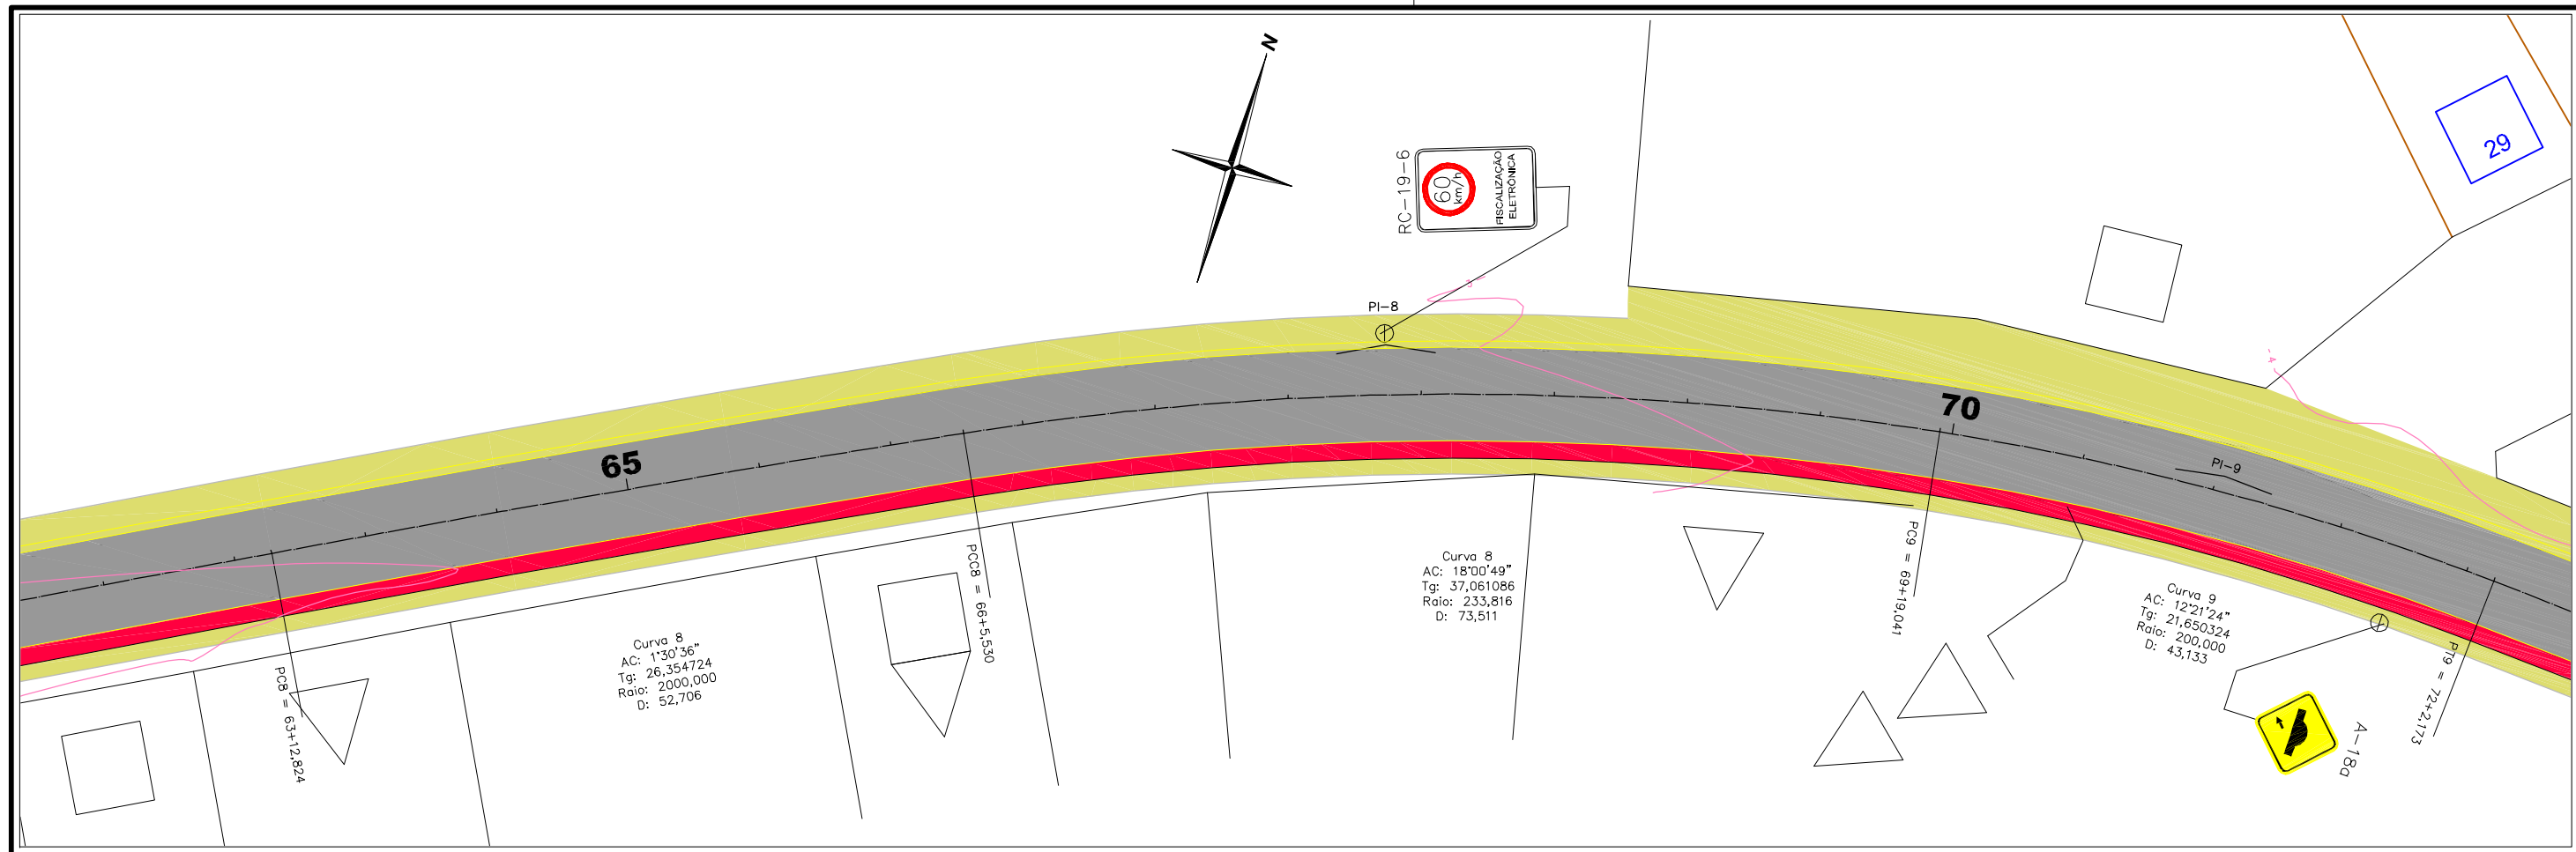 N
RC-19-6
60
km/h
FISCALIZAÇÃO
ELETRÔNICA
29
PI-8
65
70
PI-9
PC8 = 63+12,824
Curva 8
AC: 1°30'36"
Tg: 26,354724
Raio: 2000,000
D: 52,706
PCC8 = 66+5,530
Curva 8
AC: 18°00'49"
Tg: 37,061086
Raio: 233,816
D: 73,511
PC9 = 69+19,041
Curva 9
AC: 12°21'24"
Tg: 21,650324
Raio: 200,000
D: 43,133
PT9 = 72+2,173
A-18a